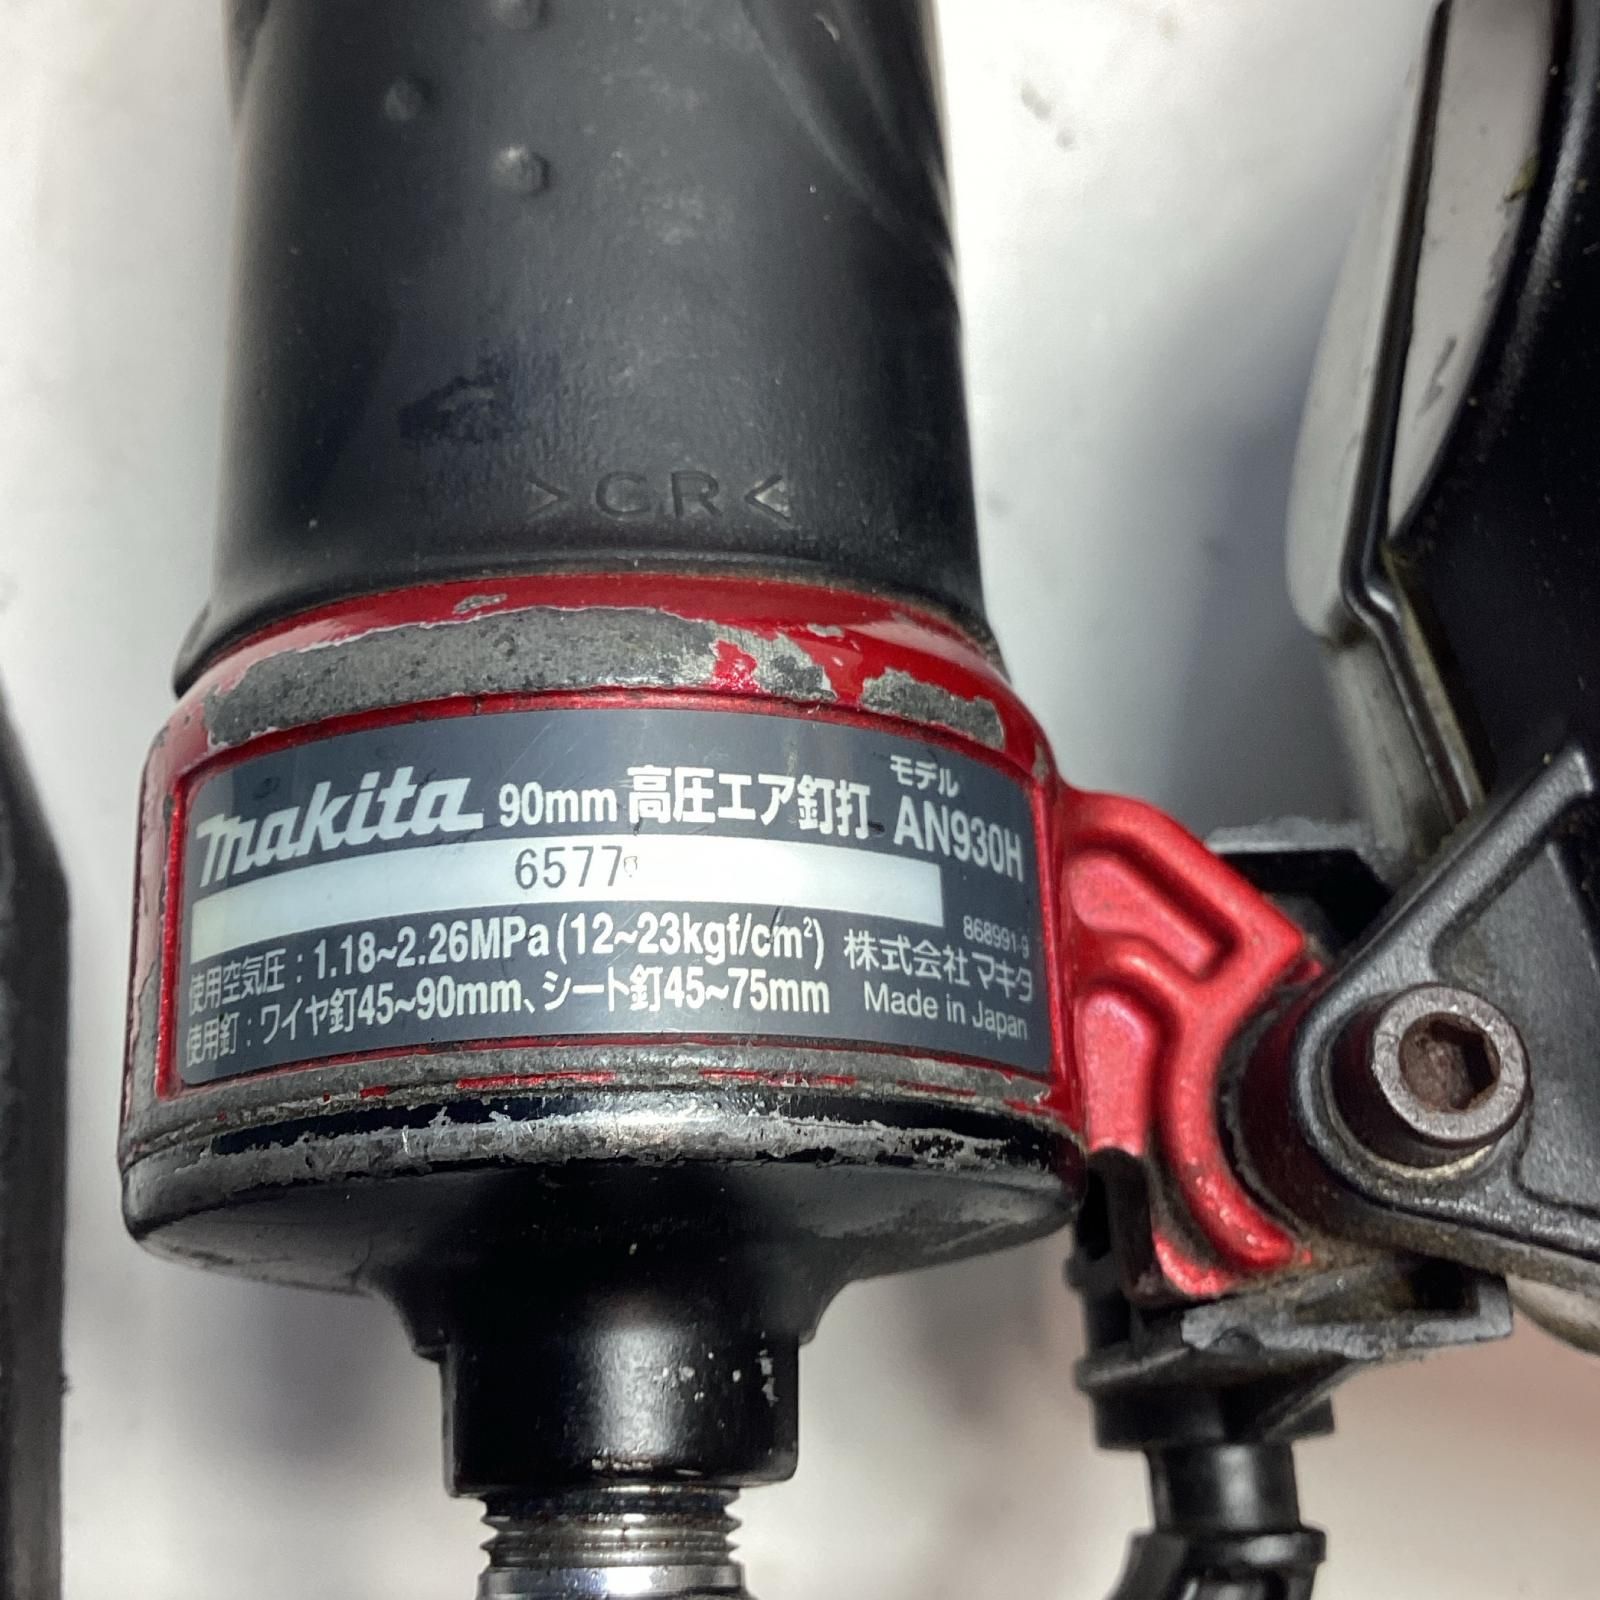 >GR<
makita 90mm 高圧エア釘打 モデル AN930H
6577
使用空気圧：1.18~2.26MPa(12~23kgf/cm²)
使用釘：ワイヤ釘45~90mm、シート釘45~75mm
868991-9
株式会社マキタ
Made in Japan